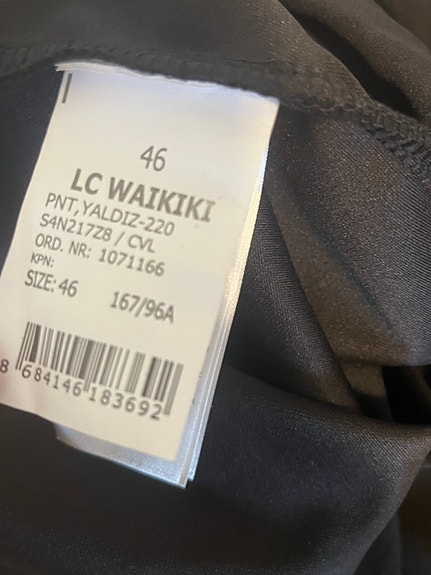 46
LC WAIKIKI
PNT,YALDIZ-220
S4N217Z8 / CVL
ORD. NR: 1071166
KPN:
SIZE: 46 167/96A
8 684146 183692